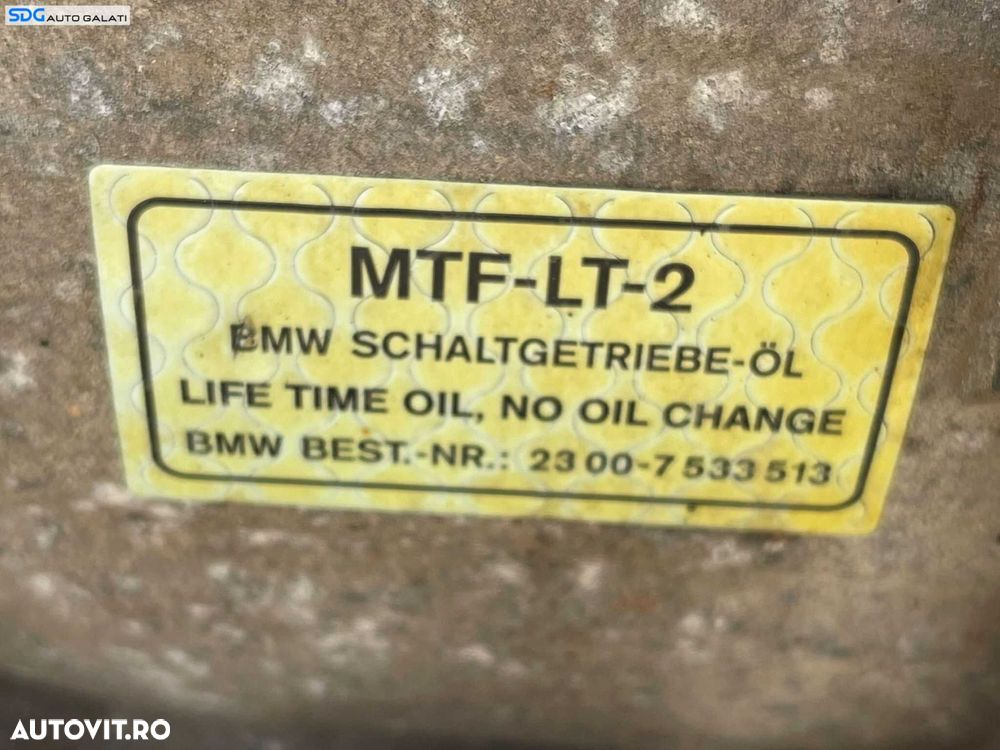 SDG AUTO GALATI
MTF-LT-2
BMW SCHALTGETRIEBE-ÖL
LIFE TIME OIL, NO OIL CHANGE
BMW BEST.-NR.: 23 00-7 533 513
AUTOVIT.RO